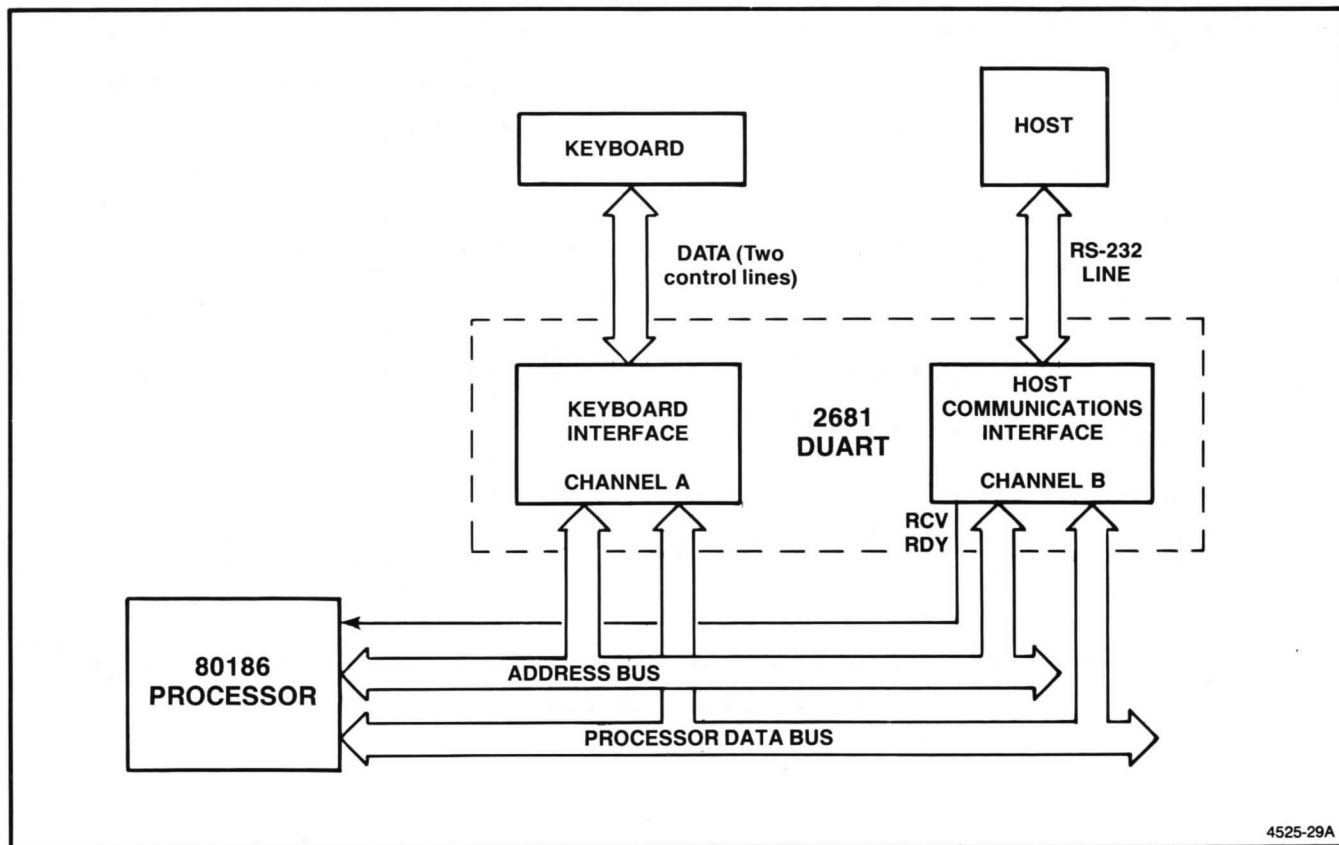 KEYBOARD
HOST
DATA (Two
control lines)
RS-232
LINE
KEYBOARD
INTERFACE
CHANNEL A
2681
DUART
HOST
COMMUNICATIONS
INTERFACE
CHANNEL B
RCV
RDY
80186
PROCESSOR
ADDRESS BUS
PROCESSOR DATA BUS
4525-29A